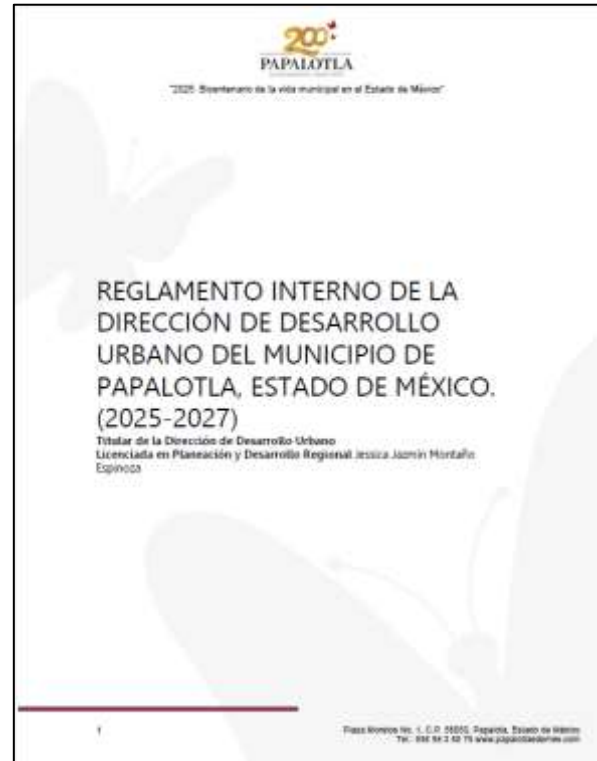 200
PAPALOTLA
"2025. Bicentenario de la vida municipal en el Estado de México"
REGLAMENTO INTERNO DE LA
DIRECCIÓN DE DESARROLLO
URBANO DEL MUNICIPIO DE
PAPALOTLA, ESTADO DE MÉXICO.
(2025-2027)
Titular de la Dirección de Desarrollo Urbano
Licenciada en Planeación y Desarrollo Regional Jessica Jazmín Montaño
Espinoza
1
Plaza Morelos No. 1, C.P. 56050, Papalotla, Estado de México
Tel.: